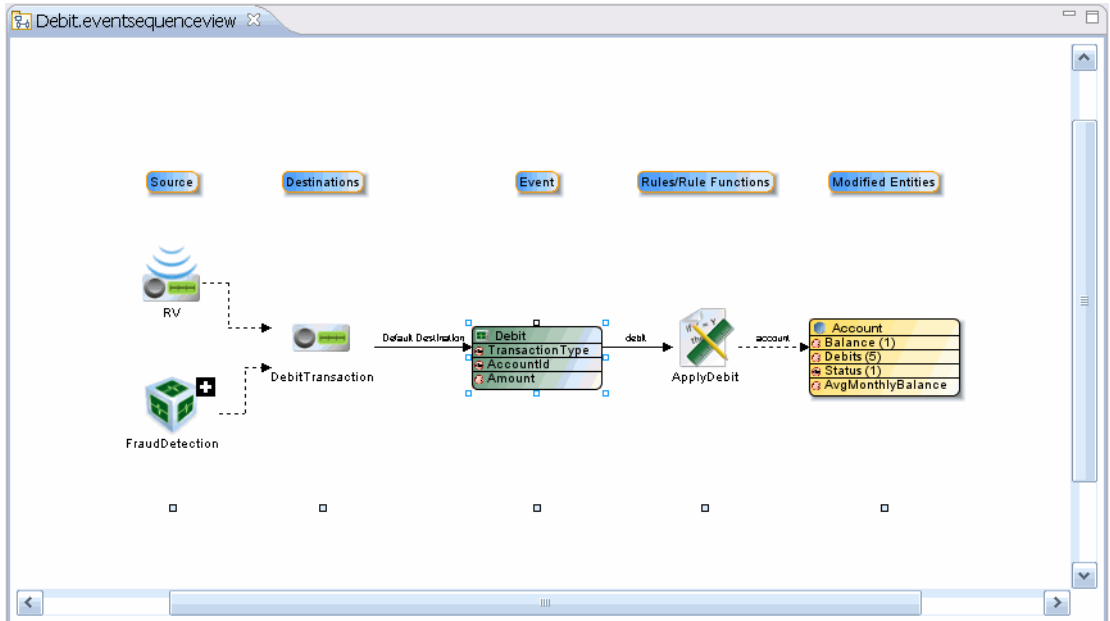 Debit.eventsequenceview
Source
Destinations
Event
Rules/Rule Functions
Modified Entities
RV
FraudDetection
DebitTransaction
Default Destination
Debit
TransactionType
AccountId
Amount
debit
ApplyDebit
account
Account
Balance (1)
Debits (5)
Status (1)
AvgMonthlyBalance